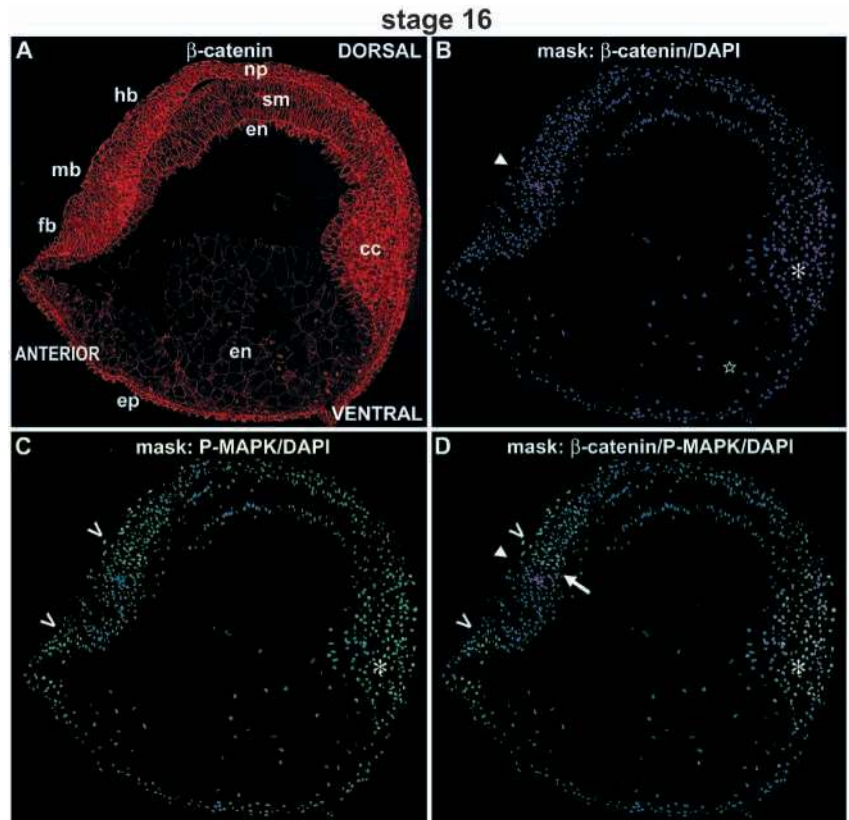 stage 16
A
β-catenin
DORSAL
np
hb
sm
en
mb
fb
cc
ANTERIOR
en
ep
VENTRAL
B
mask: β-catenin/DAPI
*
C
mask: P-MAPK/DAPI
*
D
mask: β-catenin/P-MAPK/DAPI
*